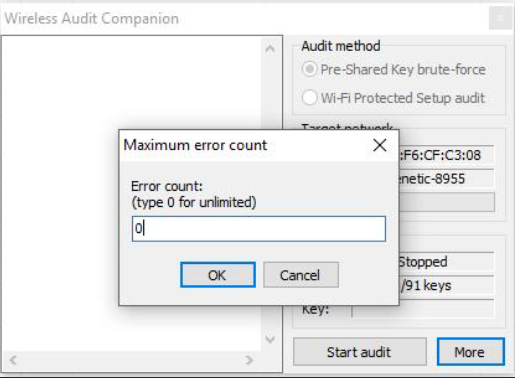 Wireless Audit Companion
x
Audit method
Pre-Shared Key brute-force
Wi-Fi Protected Setup audit
Target network
:F6:CF:C3:08
enetic-8955
Maximum error count
Error count:
(type 0 for unlimited)
0
OK
Cancel
Stopped
/91 keys
Key:
Start audit
More